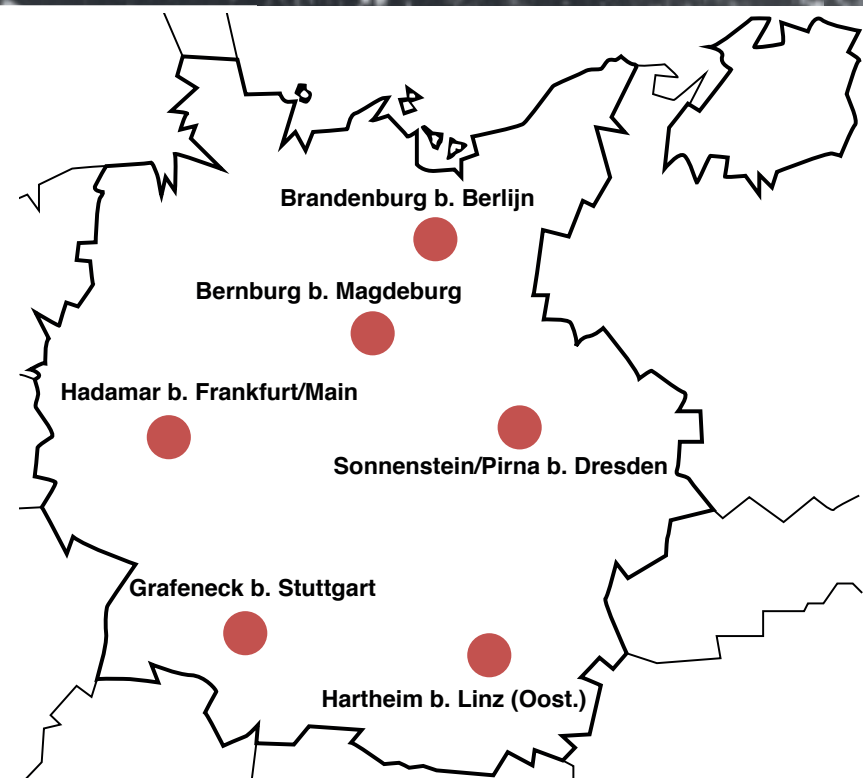 Brandenburg b. Berlijn
Bernburg b. Magdeburg
Hadamar b. Frankfurt/Main
Sonnenstein/Pirna b. Dresden
Grafeneck b. Stuttgart
Hartheim b. Linz (Oost.)